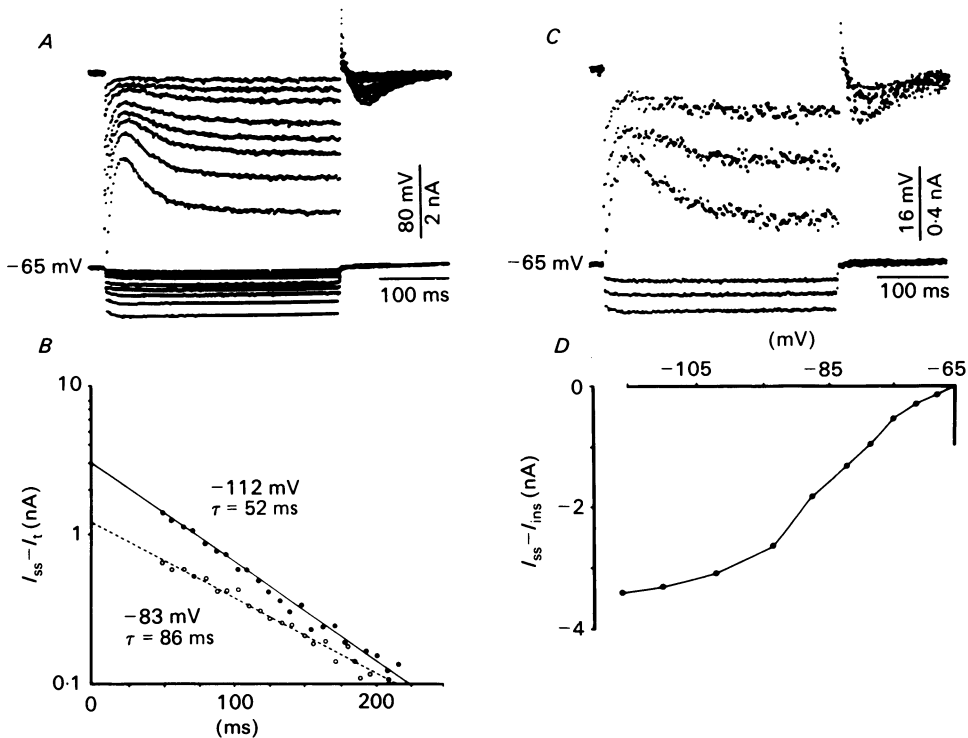 A
80 mV
2 nA
−65 mV
100 ms
C
16 mV
0·4 nA
−65 mV
100 ms
B
10
1
0·1
I_ss−I_t (nA)
−112 mV
τ = 52 ms
−83 mV
τ = 86 ms
0
100
200
(ms)
D
(mV)
−105
−85
−65
0
−2
−4
I_ss−I_ins (nA)